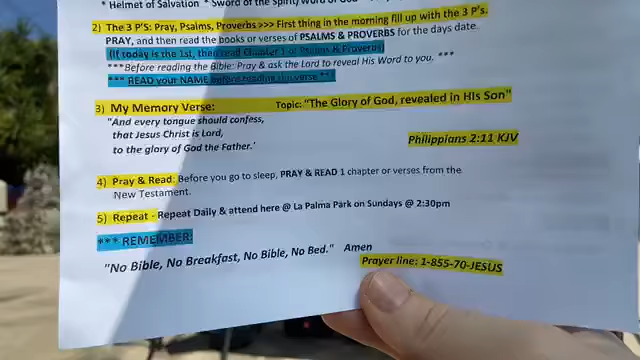 * Helmet of Salvation * Sword of the Spirit/Word of God
2) The 3 P'S: Pray, Psalms, Proverbs >>> First thing in the morning fill up with the 3 P's.
PRAY, and then read the books or verses of PSALMS & PROVERBS for the days date.
(If today is the 1st, then read Chapter 1 of Psalms & Proverbs)
***Before reading the Bible: Pray & ask the Lord to reveal His Word to you. ***
*** READ your NAME before reading this verse ***
3) My Memory Verse: Topic: "The Glory of God, revealed in HIs Son"
"And every tongue should confess,
that Jesus Christ is Lord,
to the glory of God the Father.'
Philippians 2:11 KJV
4) Pray & Read: Before you go to sleep, PRAY & READ 1 chapter or verses from the
New Testament.
5) Repeat - Repeat Daily & attend here @ La Palma Park on Sundays @ 2:30pm
*** REMEMBER:
"No Bible, No Breakfast, No Bible, No Bed." Amen
Prayer line: 1-855-70-JESUS